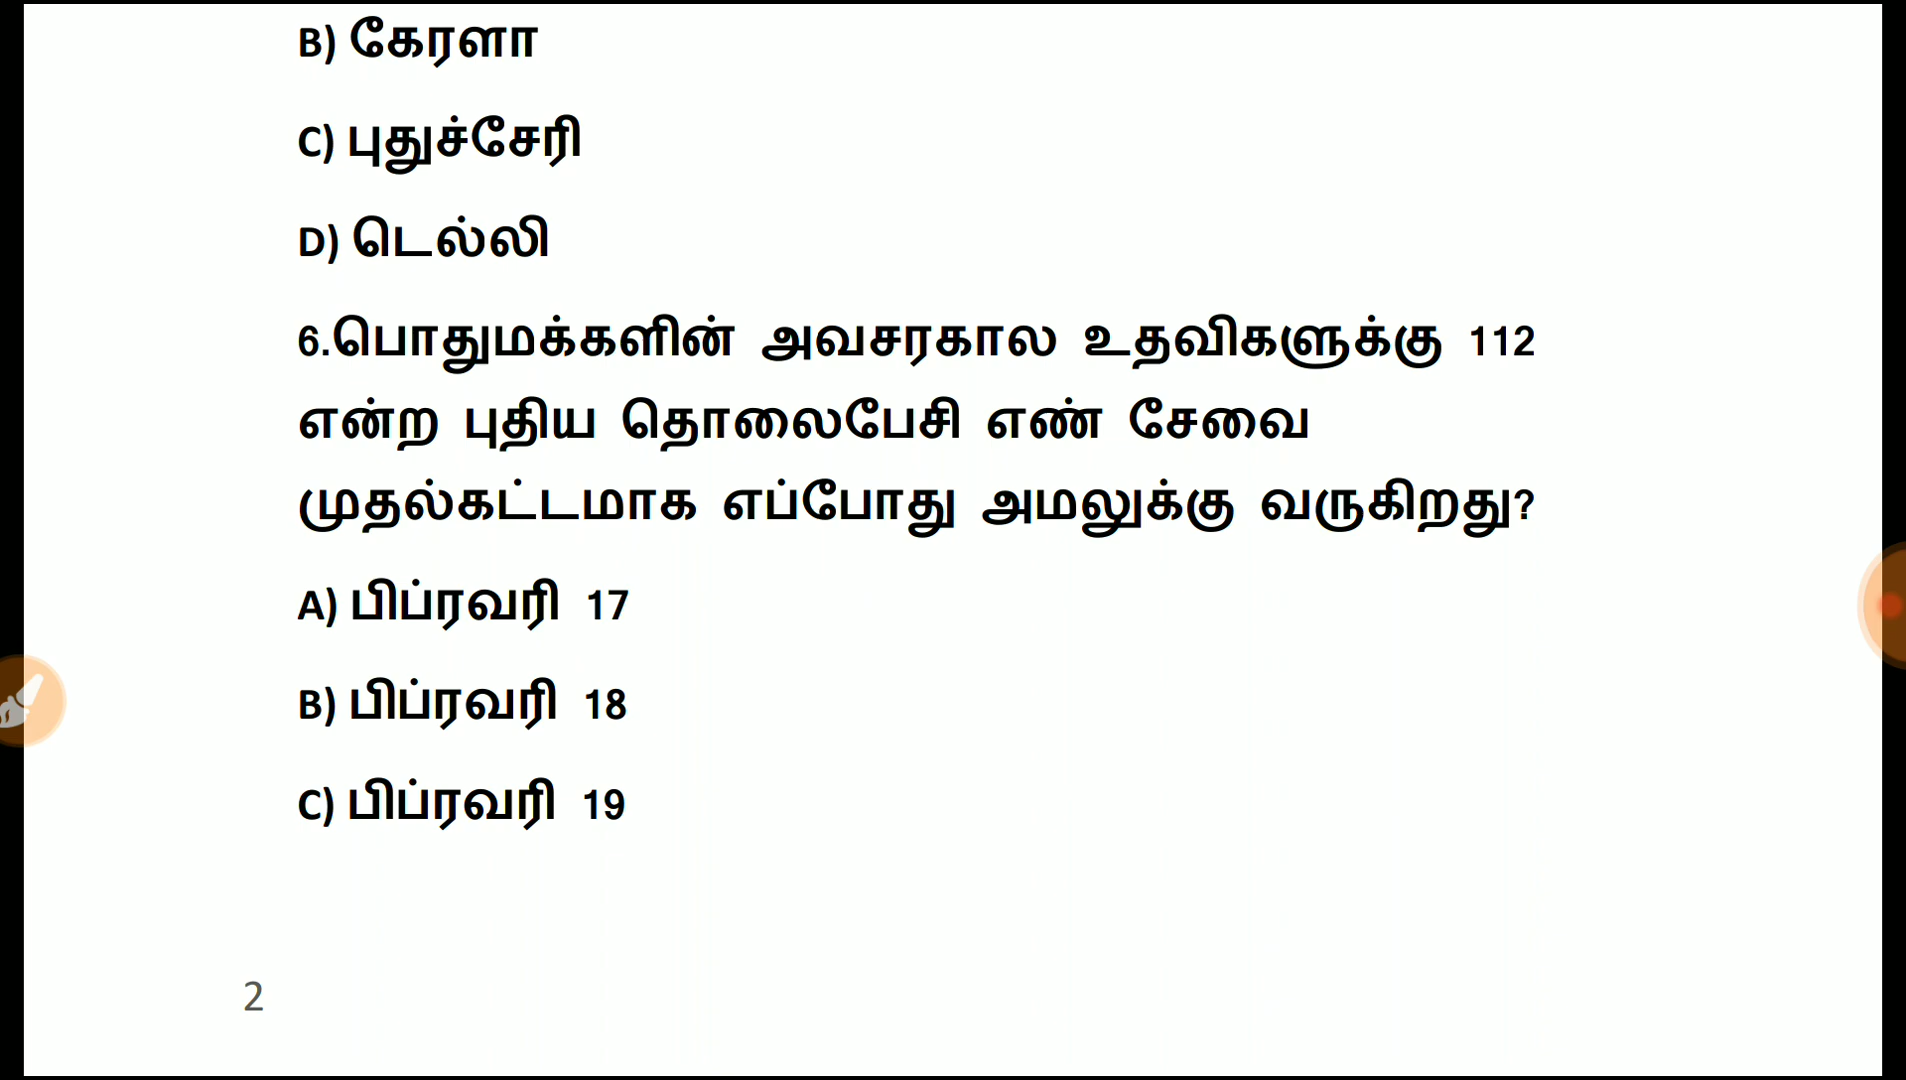 B) கேரளா
C) புதுச்சேரி
D) டெல்லி
6.பொதுமக்களின் அவசரகால உதவிகளுக்கு 112
என்ற புதிய தொலைபேசி எண் சேவை
முதல்கட்டமாக எப்போது அமலுக்கு வருகிறது?
A) பிப்ரவரி 17
B) பிப்ரவரி 18
C) பிப்ரவரி 19
2